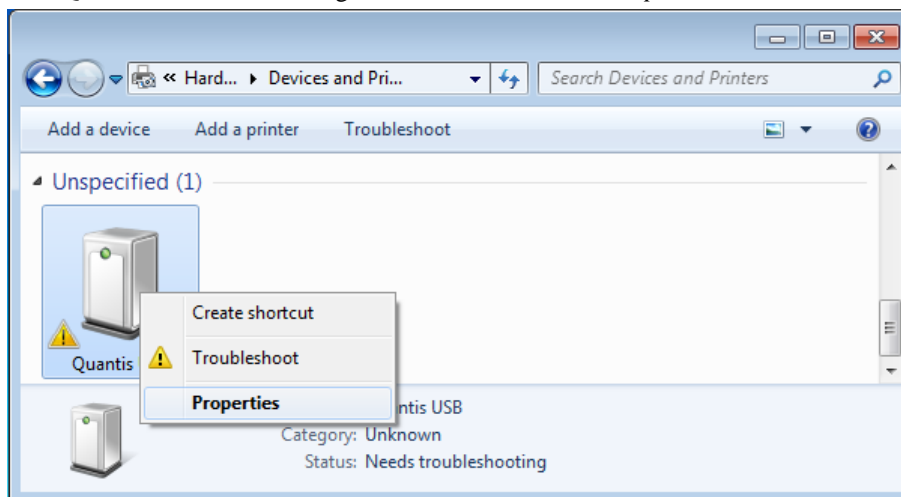 « Hard... ▸ Devices and Pri...
Search Devices and Printers
Add a device Add a printer Troubleshoot
Unspecified (1)
Create shortcut
Troubleshoot
Quantis
Properties
ntis USB
Category: Unknown
Status: Needs troubleshooting